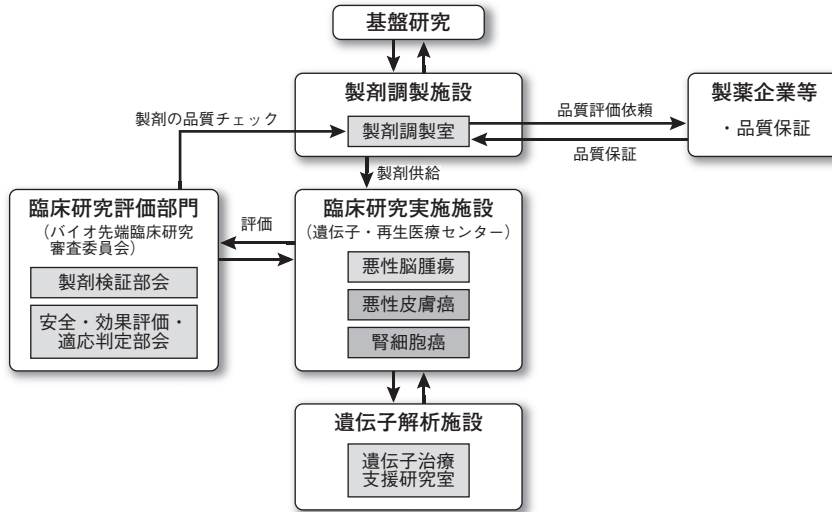 基盤研究
製剤調製施設
製剤調製室
製剤の品質チェック
品質評価依頼
品質保証
製薬企業等
・品質保証
製剤供給
臨床研究評価部門
（バイオ先端臨床研究
審査委員会）
製剤検証部会
安全・効果評価・
適応判定部会
評価
臨床研究実施施設
（遺伝子・再生医療センター）
悪性脳腫瘍
悪性皮膚癌
腎細胞癌
遺伝子解析施設
遺伝子治療
支援研究室